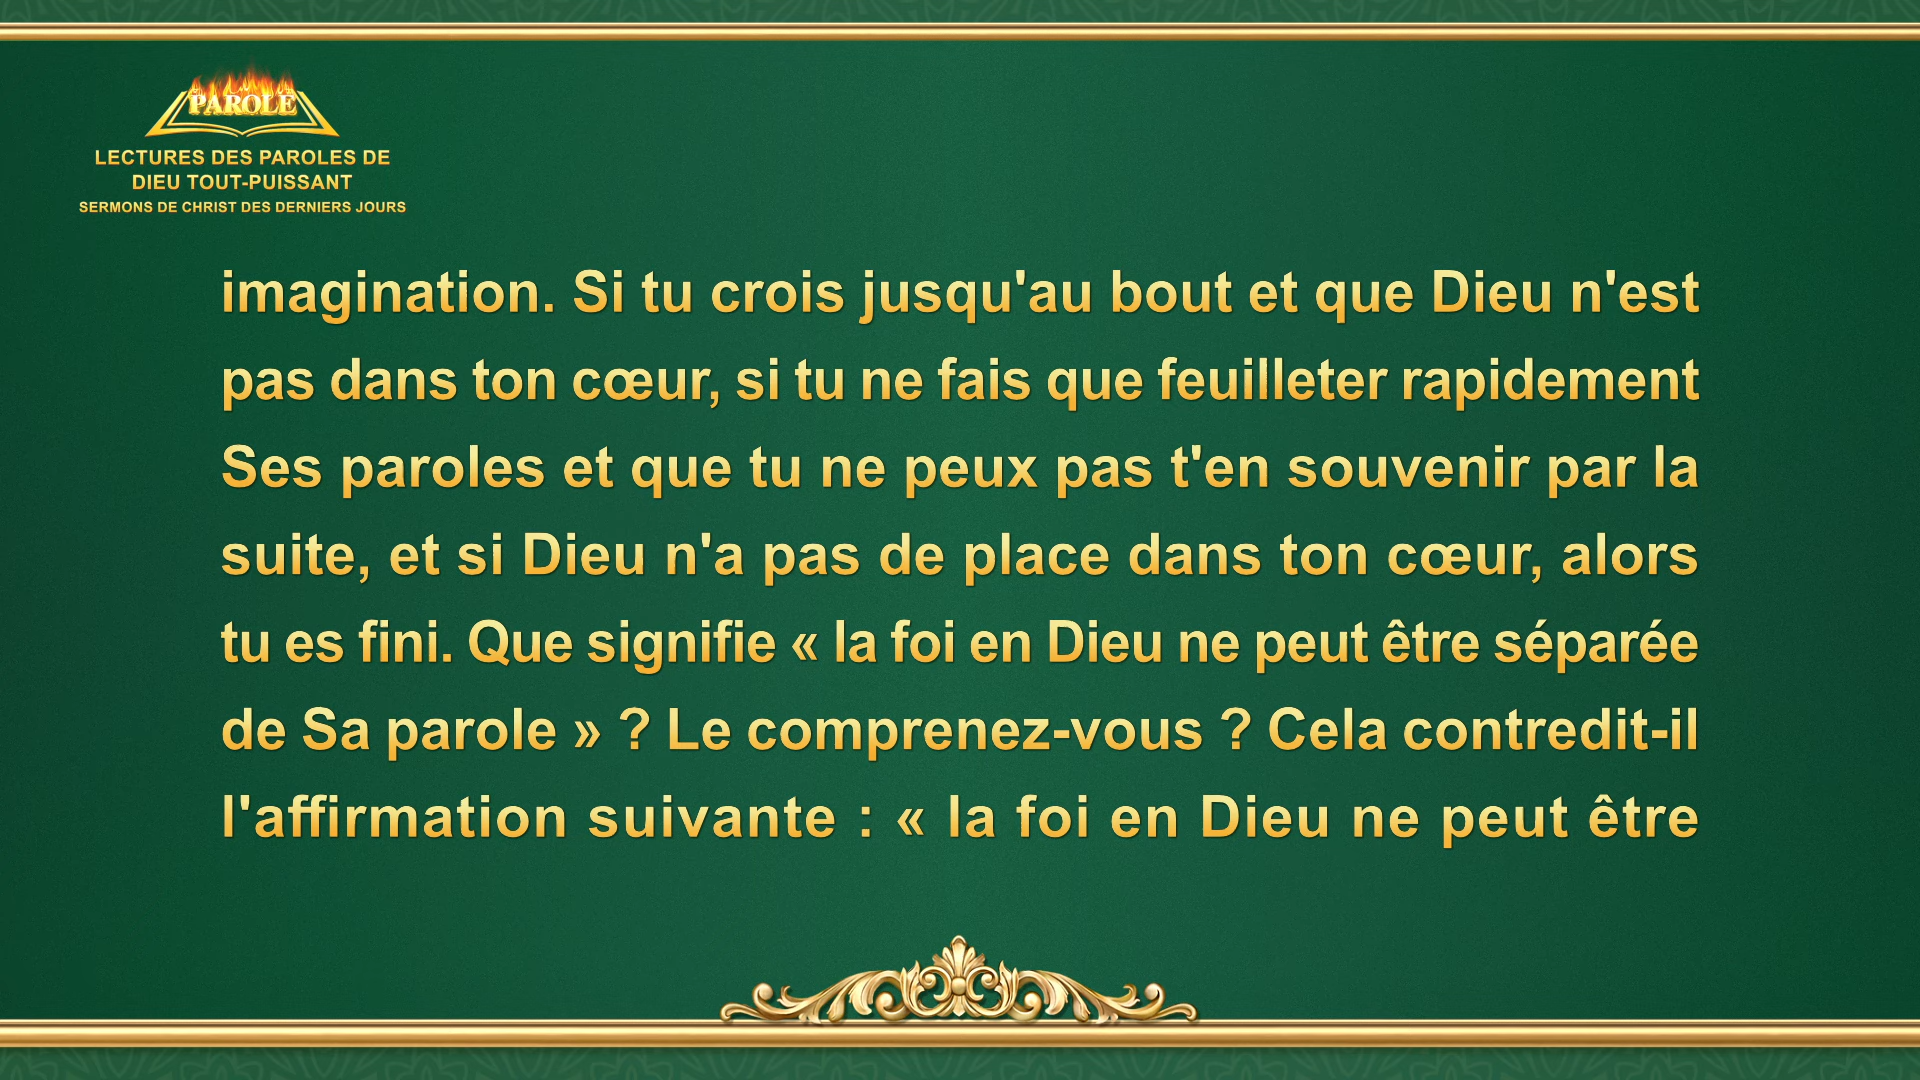 PAROLE
LECTURES DES PAROLES DE
DIEU TOUT-PUISSANT
SERMONS DE CHRIST DES DERNIERS JOURS
imagination. Si tu crois jusqu'au bout et que Dieu n'est
pas dans ton cœur, si tu ne fais que feuilleter rapidement
Ses paroles et que tu ne peux pas t'en souvenir par la
suite, et si Dieu n'a pas de place dans ton cœur, alors
tu es fini. Que signifie « la foi en Dieu ne peut être séparée
de Sa parole » ? Le comprenez-vous ? Cela contredit-il
l'affirmation suivante : « la foi en Dieu ne peut être